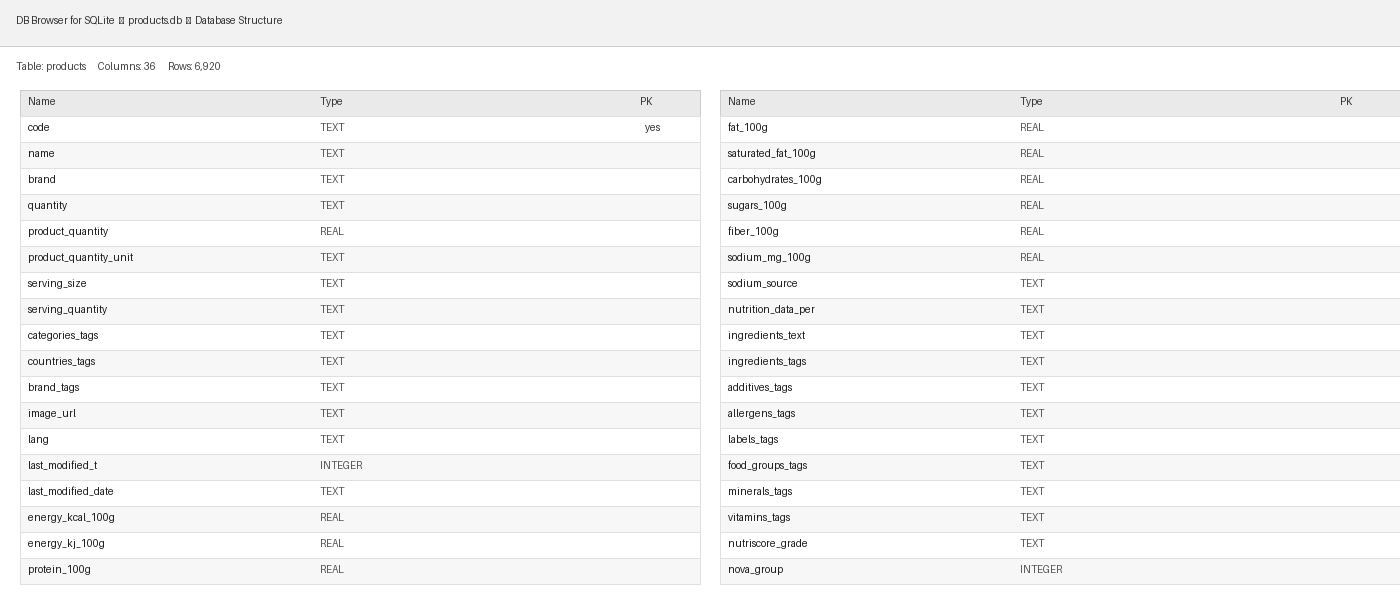 DB Browser for SQLite ▯ products.db ▯ Database Structure
Table: products Columns: 36 Rows: 6,920
Name Type PK
code TEXT yes
name TEXT
brand TEXT
quantity TEXT
product_quantity REAL
product_quantity_unit TEXT
serving_size TEXT
serving_quantity TEXT
categories_tags TEXT
countries_tags TEXT
brand_tags TEXT
image_url TEXT
lang TEXT
last_modified_t INTEGER
last_modified_date TEXT
energy_kcal_100g REAL
energy_kj_100g REAL
protein_100g REAL
Name Type PK
fat_100g REAL
saturated_fat_100g REAL
carbohydrates_100g REAL
sugars_100g REAL
fiber_100g REAL
sodium_mg_100g REAL
sodium_source TEXT
nutrition_data_per TEXT
ingredients_text TEXT
ingredients_tags TEXT
additives_tags TEXT
allergens_tags TEXT
labels_tags TEXT
food_groups_tags TEXT
minerals_tags TEXT
vitamins_tags TEXT
nutriscore_grade TEXT
nova_group INTEGER